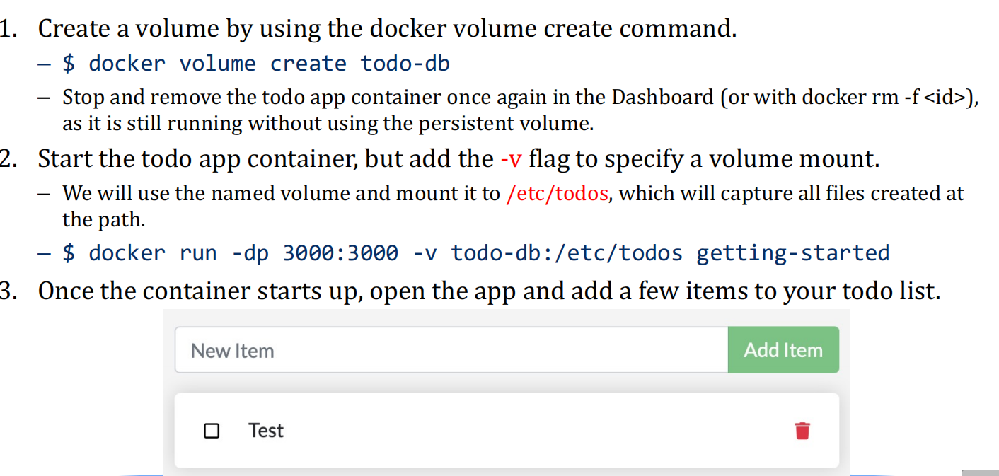 1. Create a volume by using the docker volume create command.
– $ docker volume create todo-db
– Stop and remove the todo app container once again in the Dashboard (or with docker rm -f <id>),
as it is still running without using the persistent volume.
2. Start the todo app container, but add the -v flag to specify a volume mount.
– We will use the named volume and mount it to /etc/todos, which will capture all files created at
the path.
– $ docker run -dp 3000:3000 -v todo-db:/etc/todos getting-started
3. Once the container starts up, open the app and add a few items to your todo list.
New Item Add Item
Test